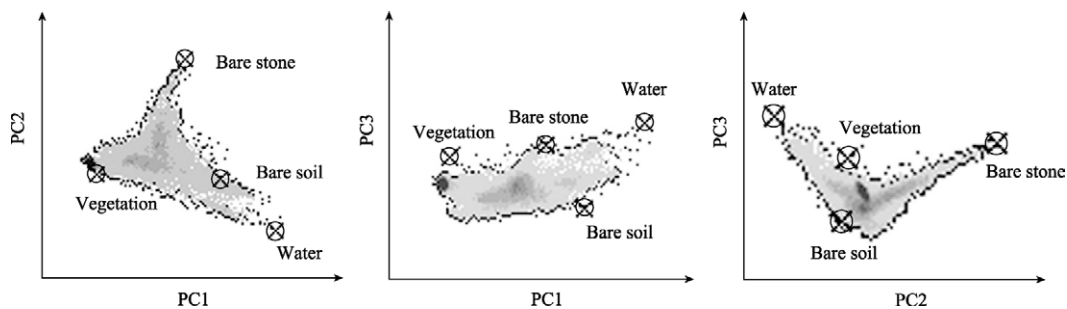 PC2
Bare stone
Bare soil
Vegetation
Water
PC1
PC3
Water
Bare stone
Vegetation
Bare soil
PC1
PC3
Water
Vegetation
Bare stone
Bare soil
PC2